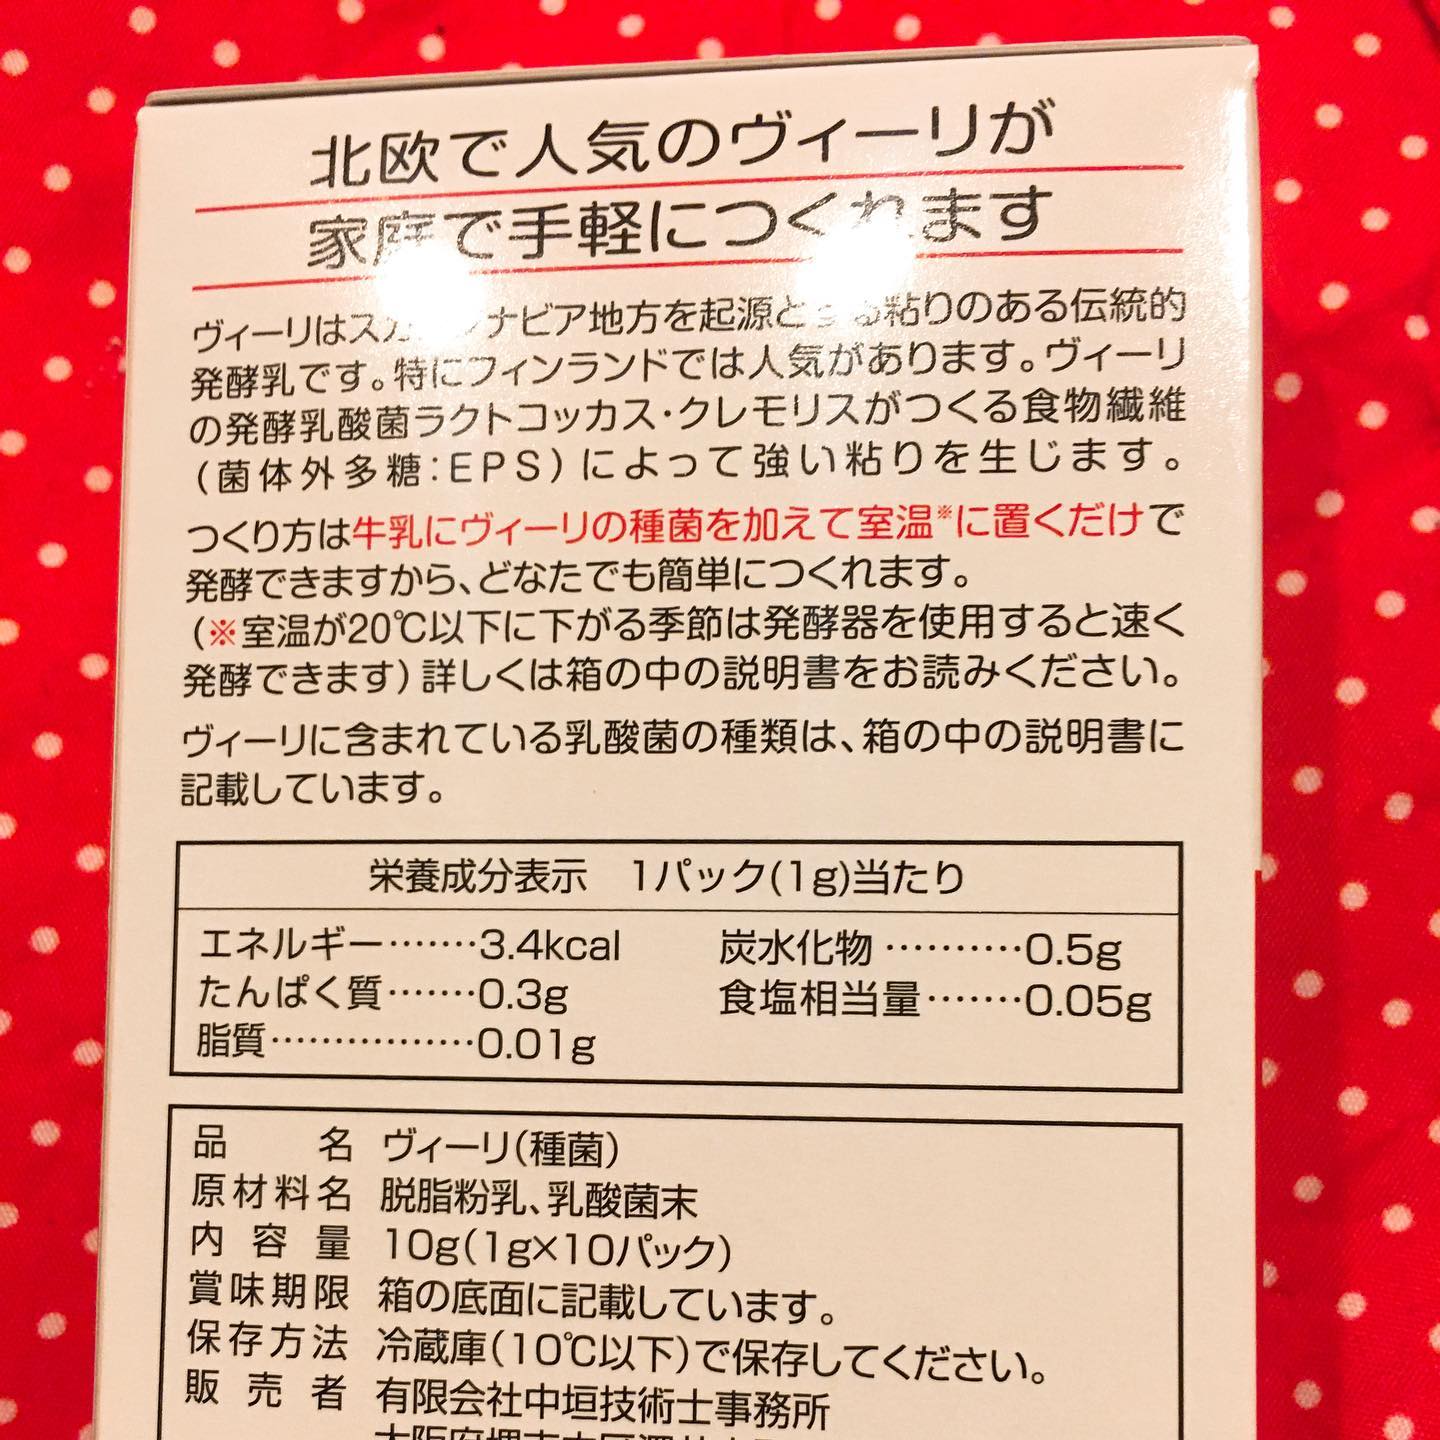 北欧で人気のヴィーリが
家庭で手軽につくれます
ヴィーリはスカ ナビア地方を起源とする粘りのある伝統的
発酵乳です。特にフィンランドでは人気があります。ヴィーリ
の発酵乳酸菌ラクトコッカス・クレモリスがつくる食物繊維
(菌体外多糖:EPS)によって強い粘りを生じます。
つくり方は牛乳にヴィーリの種菌を加えて室温※に置くだけで
発酵できますから、どなたでも簡単につくれます。
(※室温が20℃以下に下がる季節は発酵器を使用すると速く
発酵できます)詳しくは箱の中の説明書をお読みください。
ヴィーリに含まれている乳酸菌の種類は、箱の中の説明書に
記載しています。
栄養成分表示 1パック(1g)当たり
エネルギー……3.4kcal 炭水化物………0.5g
たんぱく質……0.3g 食塩相当量……0.05g
脂質……………0.01g
品名 ヴィーリ(種菌)
原材料名 脱脂粉乳、乳酸菌末
内容量 10g(1g×10パック)
賞味期限 箱の底面に記載しています。
保存方法 冷蔵庫(10℃以下)で保存してください。
販売者 有限会社中垣技術士事務所